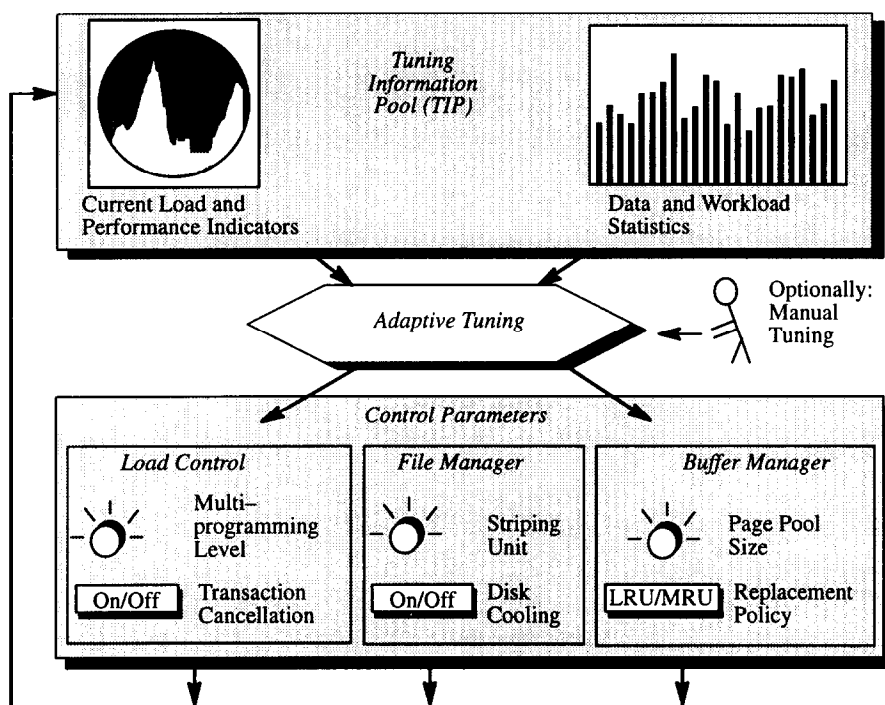 Tuning
Information
Pool (TIP)
Current Load and
Performance Indicators
Data and Workload
Statistics
Adaptive Tuning
Optionally:
Manual
Tuning
Control Parameters
Load Control
Multi–
programming
Level
On/Off
Transaction
Cancellation
File Manager
Striping
Unit
On/Off
Disk
Cooling
Buffer Manager
Page Pool
Size
LRU/MRU
Replacement
Policy